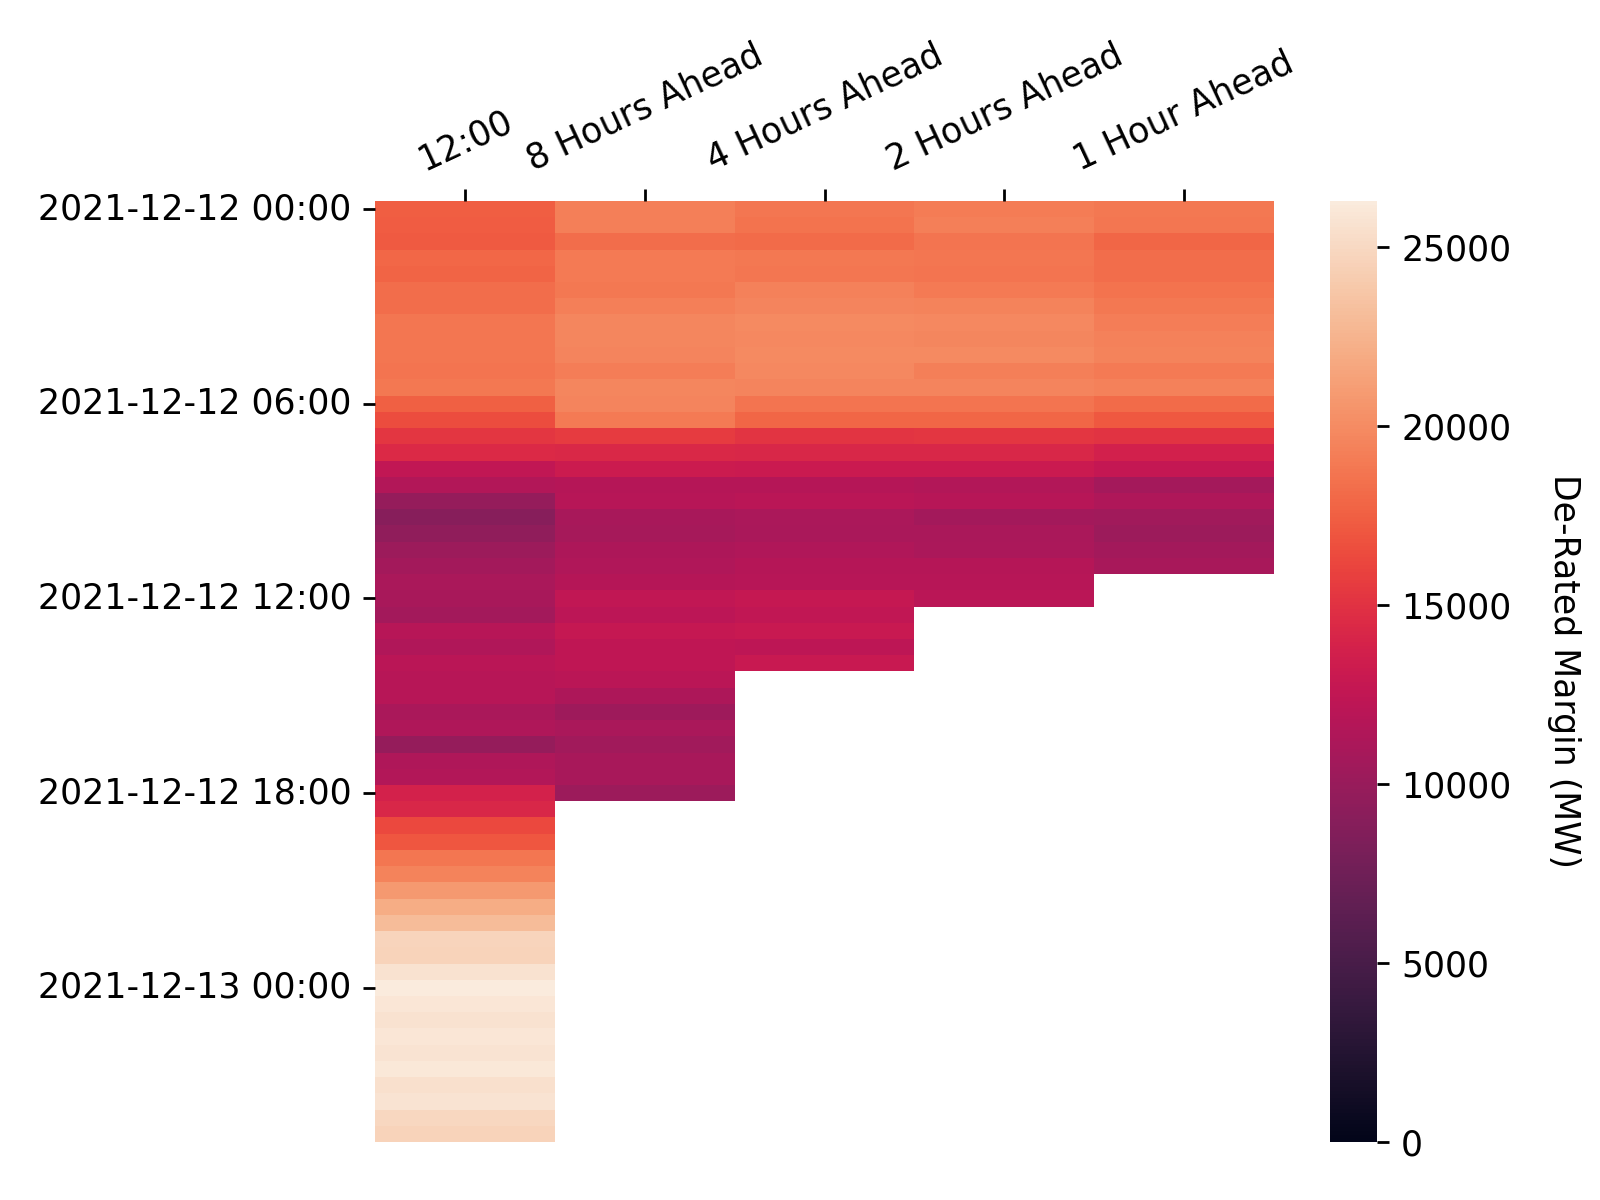 12:00
8 Hours Ahead
4 Hours Ahead
2 Hours Ahead
1 Hour Ahead
2021-12-12 00:00
2021-12-12 06:00
2021-12-12 12:00
2021-12-12 18:00
2021-12-13 00:00
25000
20000
15000
10000
5000
0
De-Rated Margin (MW)